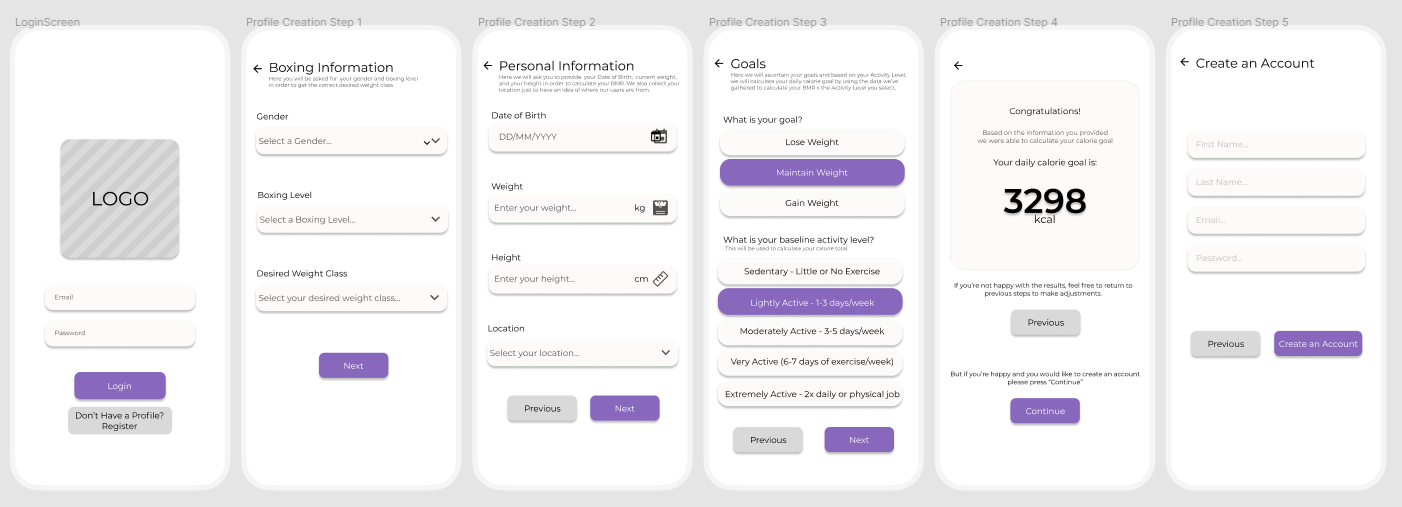 LoginScreen
LOGO
Email
Password
Login
Don't Have a Profile?
Register
Profile Creation Step 1
Boxing Information
Here you will be asked for your gender and boxing level
in order to get the correct desired weight class
Gender
Select a Gender...
Boxing Level
Select a Boxing Level...
Desired Weight Class
Select your desired weight class...
Next
Profile Creation Step 2
Personal Information
Here we will ask you to provide your Date of Birth, current weight,
and your height in order to calculate your BMR. We also collect your
location just to have an idea of where our users are from.
Date of Birth
DD/MM/YYYY
Weight
Enter your weight...
kg
Height
Enter your height...
cm
Location
Select your location...
Previous
Next
Profile Creation Step 3
Goals
Here we will ascertain your goals and based on your Activity Level,
we will calculate your daily calorie goal by using the data we've
gathered to calculate your BMR x the Activity Level you select.
What is your goal?
Lose Weight
Maintain Weight
Gain Weight
What is your baseline activity level?
This will be used to calculate your calorie total
Sedentary - Little or No Exercise
Lightly Active - 1-3 days/week
Moderately Active - 3-5 days/week
Very Active (6-7 days of exercise/week)
Extremely Active - 2x daily or physical job
Previous
Next
Profile Creation Step 4
Congratulations!
Based on the information you provided
we were able to calculate your calorie goal
Your daily calorie goal is:
3298
kcal
If you're not happy with the results, feel free to return to
previous steps to make adjustments.
Previous
But if you're happy and you would like to create an account
please press "Continue"
Continue
Profile Creation Step 5
Create an Account
First Name...
Last Name...
Email...
Password...
Previous
Create an Account